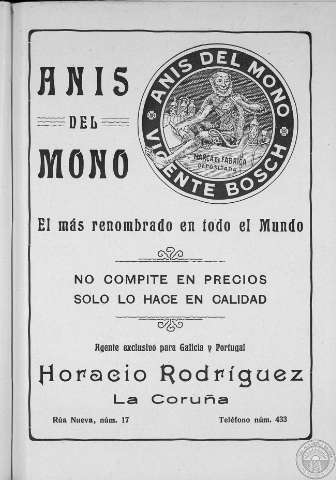 ANIS
DEL
MONO
ANIS DEL MONO
VICENTE BOSCH
MARCA DE FABRICA
DEPOSITADA
El más renombrado en todo el Mundo
NO COMPITE EN PRECIOS
SOLO LO HACE EN CALIDAD
Agente exclusivo para Galicia y Portugal
Horacio Rodríguez
La Coruña
Rúa Nueva, núm. 17 Teléfono núm. 433